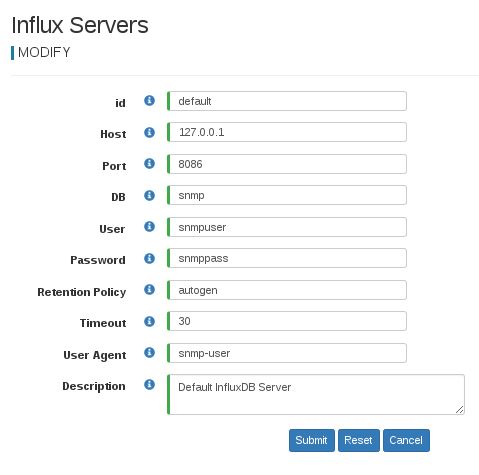 Influx Servers
MODIFY
id default
Host 127.0.0.1
Port 8086
DB snmp
User snmpuser
Password snmppass
Retention Policy autogen
Timeout 30
User Agent snmp-user
Description Default InfluxDB Server
Submit Reset Cancel